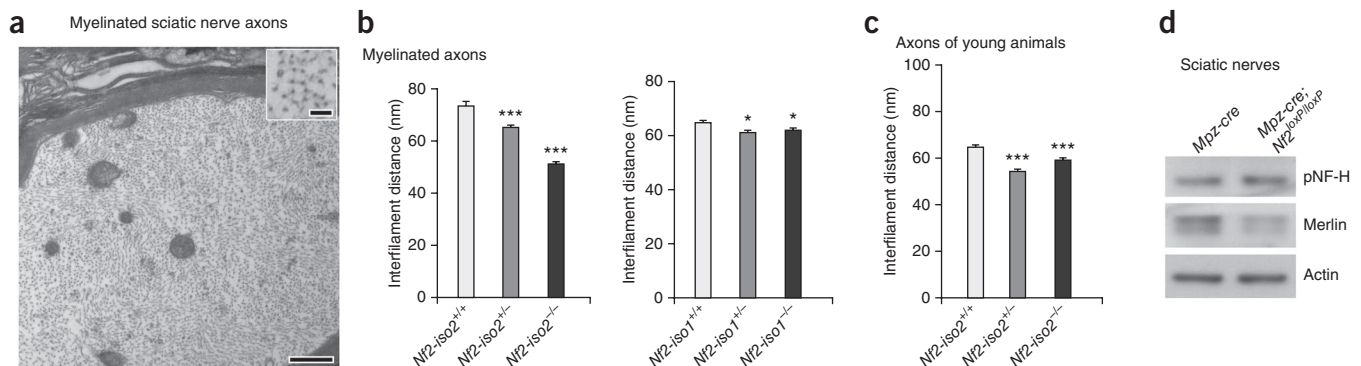 a
Myelinated sciatic nerve axons
b
Myelinated axons
Interfilament distance (nm)
80
60
40
20
0
***
***
Nf2-iso2+/+
Nf2-iso2+/–
Nf2-iso2–/–
Interfilament distance (nm)
80
60
40
20
0
*
*
Nf2-iso1+/+
Nf2-iso1+/–
Nf2-iso1–/–
c
Axons of young animals
Interfilament distance (nm)
100
80
60
40
20
0
***
***
Nf2-iso2+/+
Nf2-iso2+/–
Nf2-iso2–/–
d
Sciatic nerves
Mpz-cre
Mpz-cre;
Nf2loxP/loxP
pNF-H
Merlin
Actin